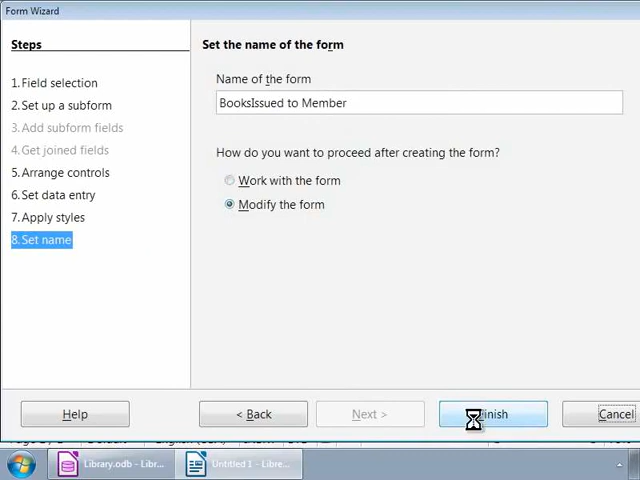 Form Wizard
Steps
1. Field selection
2. Set up a subform
3. Add subform fields
4. Get joined fields
5. Arrange controls
6. Set data entry
7. Apply styles
8. Set name
Set the name of the form
Name of the form
BooksIssued to Member
How do you want to proceed after creating the form?
Work with the form
Modify the form
Help
< Back
Next >
Finish
Cancel
Library.odb - Libr...
Untitled 1 - Libre...